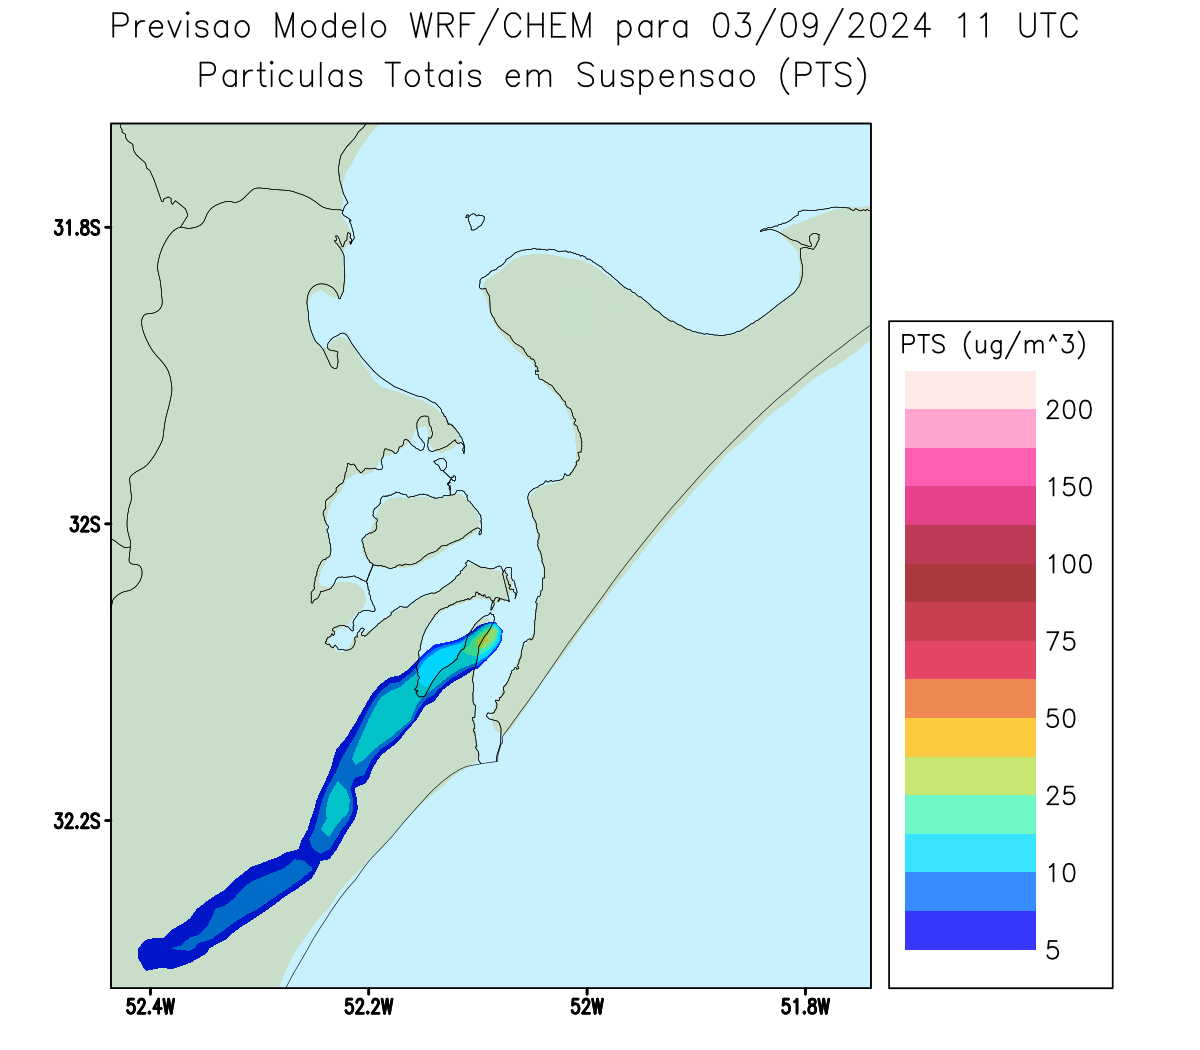 Previsao Modelo WRF/CHEM para 03/09/2024 11 UTC
Particulas Totais em Suspensao (PTS)
31.8S
32S
32.2S
52.4W
52.2W
52W
51.8W
PTS (ug/m^3)
200
150
100
75
50
25
10
5